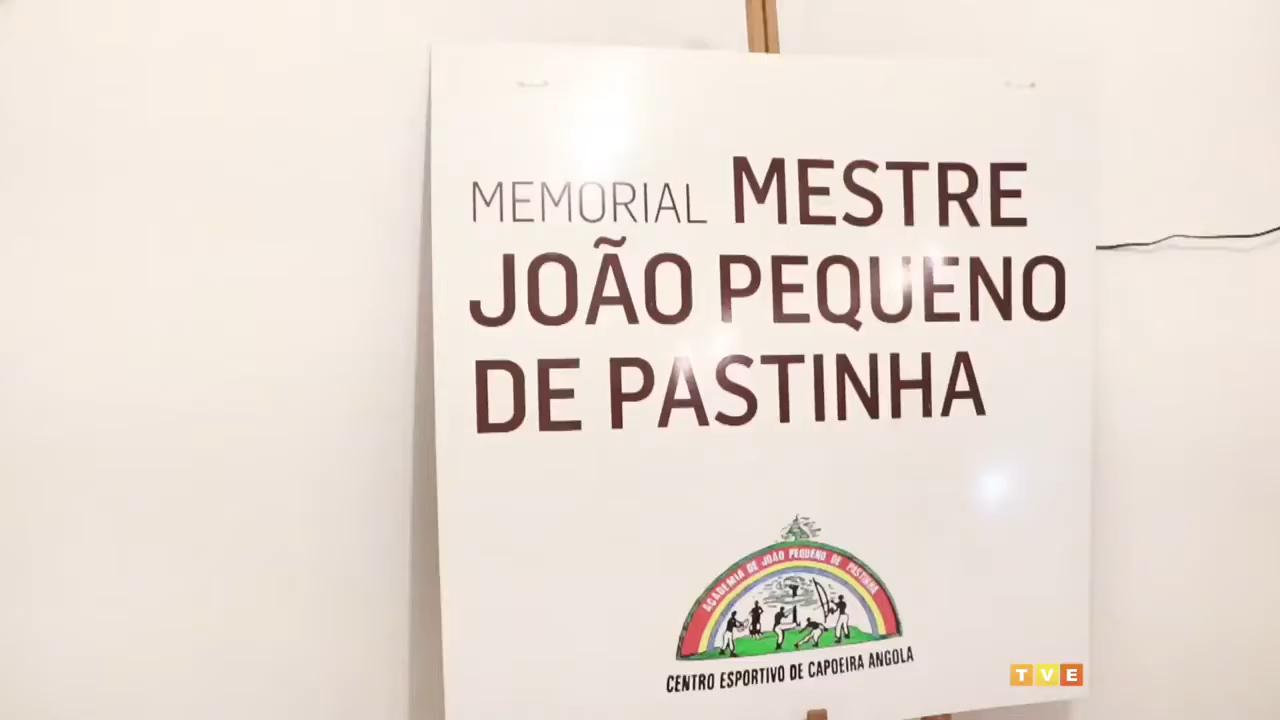 MEMORIAL MESTRE
JOÃO PEQUENO
DE PASTINHA
ACADEMIA DE JOÃO PEQUENO DE PASTINHA
CENTRO ESPORTIVO DE CAPOEIRA ANGOLA
TVE